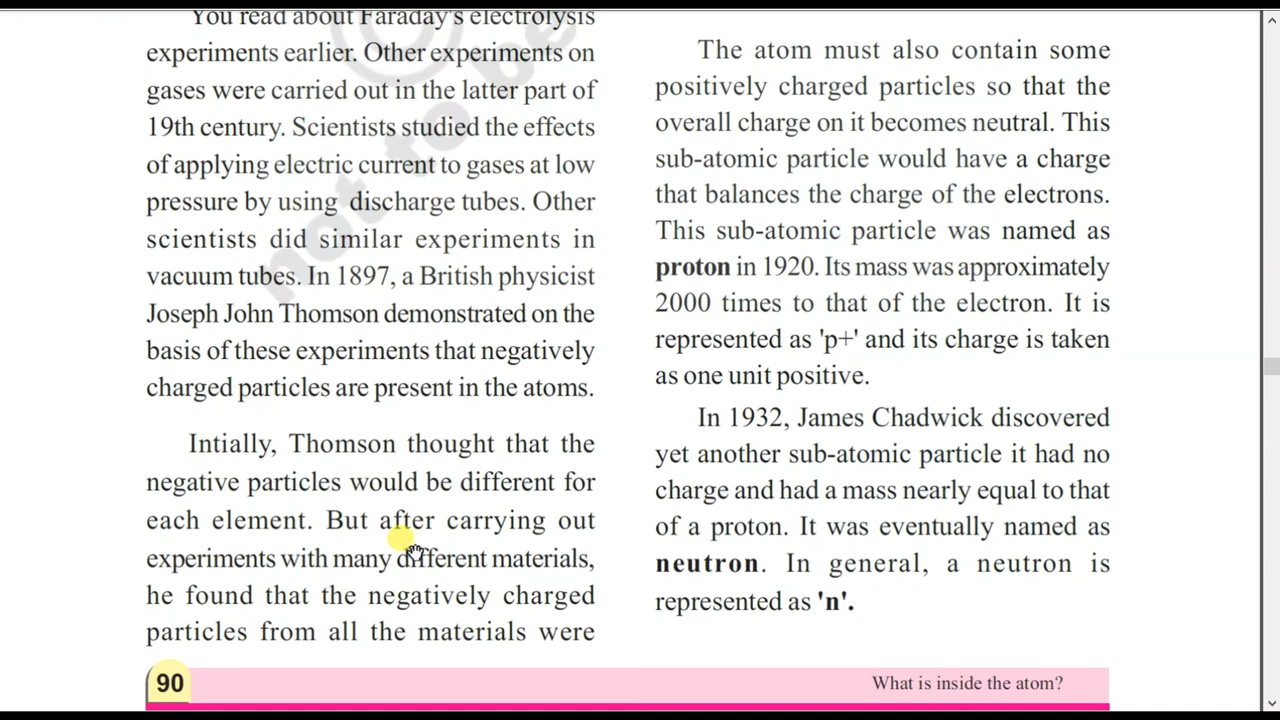 You read about Faraday's electrolysis
experiments earlier. Other experiments on
gases were carried out in the latter part of
19th century. Scientists studied the effects
of applying electric current to gases at low
pressure by using discharge tubes. Other
scientists did similar experiments in
vacuum tubes. In 1897, a British physicist
Joseph John Thomson demonstrated on the
basis of these experiments that negatively
charged particles are present in the atoms.
Intially, Thomson thought that the
negative particles would be different for
each element. But after carrying out
experiments with many different materials,
he found that the negatively charged
particles from all the materials were
The atom must also contain some
positively charged particles so that the
overall charge on it becomes neutral. This
sub-atomic particle would have a charge
that balances the charge of the electrons.
This sub-atomic particle was named as
proton in 1920. Its mass was approximately
2000 times to that of the electron. It is
represented as 'p+' and its charge is taken
as one unit positive.
In 1932, James Chadwick discovered
yet another sub-atomic particle it had no
charge and had a mass nearly equal to that
of a proton. It was eventually named as
neutron. In general, a neutron is
represented as 'n'.
90
What is inside the atom?
©
not to be